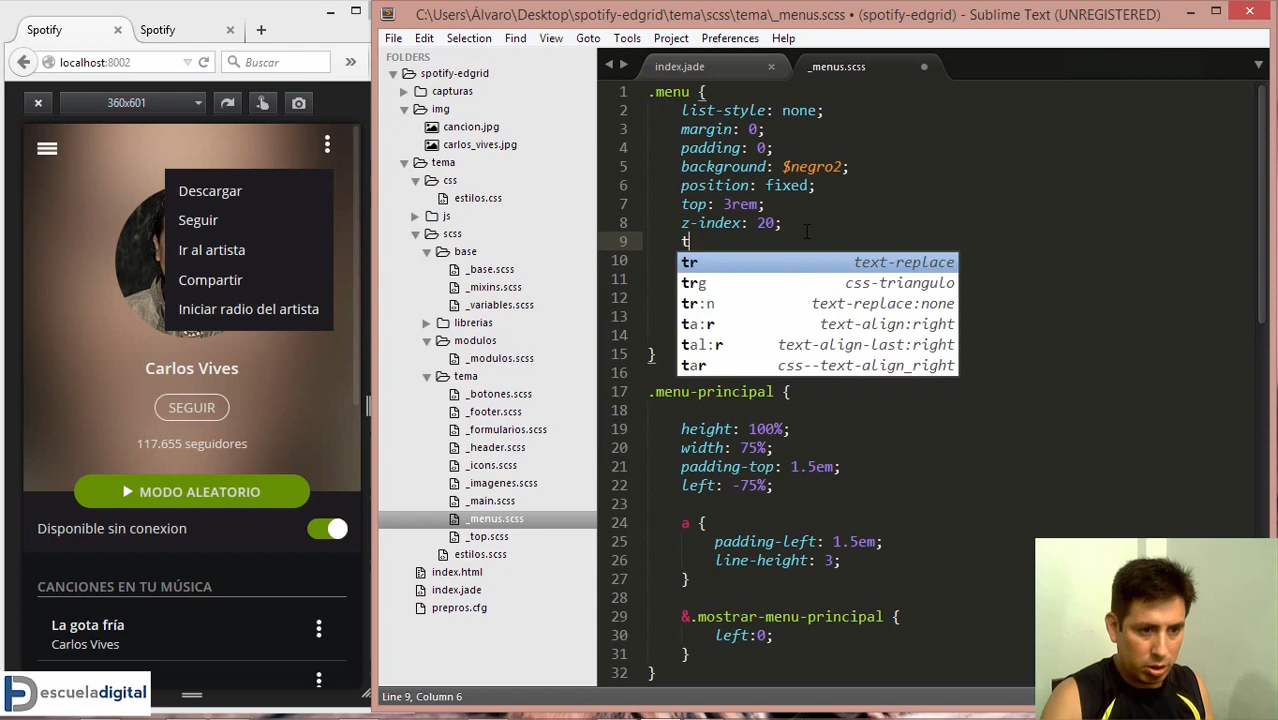 Spotify
Spotify
localhost:8002
Buscar
360x601
Descargar
Seguir
Ir al artista
Compartir
Iniciar radio del artista
Carlos Vives
SEGUIR
117.655 seguidores
MODO ALEATORIO
Disponible sin conexion
CANCIONES EN TU MÚSICA
La gota fría
Carlos Vives
escueladigital
C:\Users\Álvaro\Desktop\spotify-edgrid\tema\scss\tema\_menus.scss • (spotify-edgrid) - Sublime Text (UNREGISTERED)
File Edit Selection Find View Goto Tools Project Preferences Help
FOLDERS
spotify-edgrid
capturas
img
cancion.jpg
carlos_vives.jpg
tema
css
estilos.css
js
scss
base
_base.scss
_mixins.scss
_variables.scss
librerias
modulos
_modulos.scss
tema
_botones.scss
_footer.scss
_formularios.scss
_header.scss
_icons.scss
_imagenes.scss
_main.scss
_menus.scss
_top.scss
estilos.scss
index.html
index.jade
prepros.cfg
index.jade
_menus.scss
1 .menu {
2 list-style: none;
3 margin: 0;
4 padding: 0;
5 background: $negro2;
6 position: fixed;
7 top: 3rem;
8 z-index: 20;
9 t
10 tr text-replace
11 trg css-triangulo
12 tr:n text-replace:none
13 ta:r text-align:right
14 tal:r text-align-last:right
15 } tar css--text-align_right
16
17 .menu-principal {
18
19 height: 100%;
20 width: 75%;
21 padding-top: 1.5em;
22 left: -75%;
23
24 a {
25 padding-left: 1.5em;
26 line-height: 3;
27 }
28
29 &.mostrar-menu-principal {
30 left:0;
31 }
32 }
Line 9, Column 6